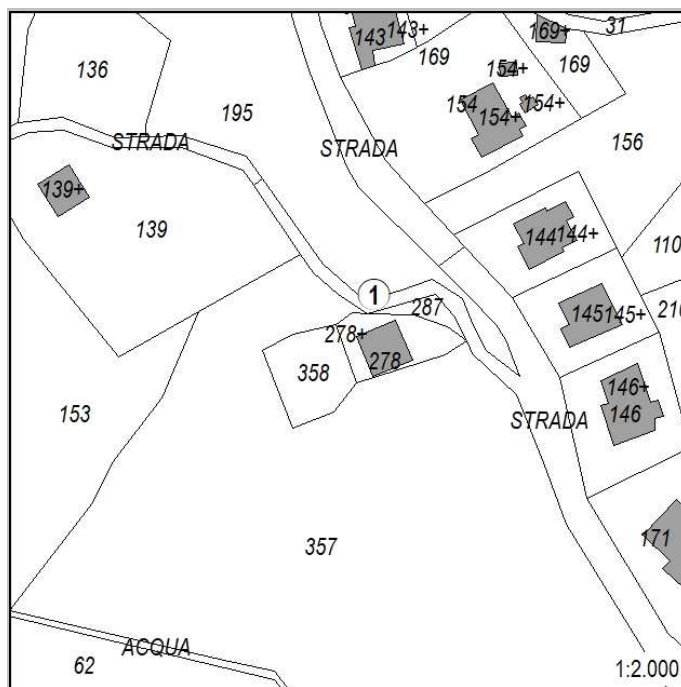 143 143+ 169+ 31
136 169 154+ 169
195 154 154+ 154+
STRADA STRADA 156
139+ 139 144 144+ 110
1 287 145 145+ 210
278+ 278 358 146+
153 STRADA 146
357 171
ACQUA
62 1:2.000